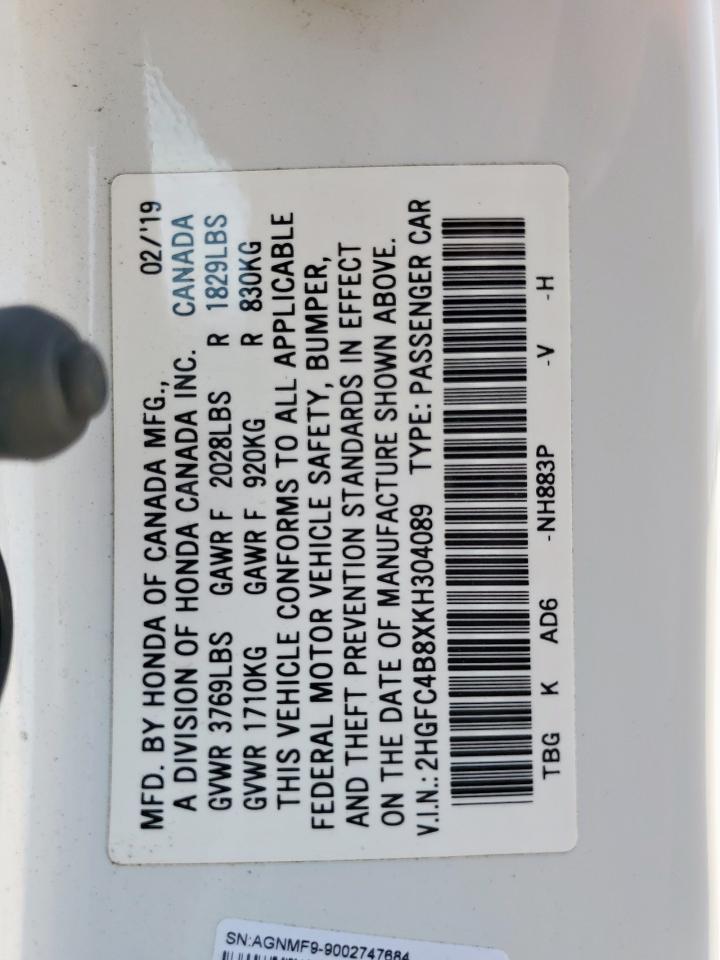 MFD. BY HONDA OF CANADA MFG., 02/'19
A DIVISION OF HONDA CANADA INC. CANADA
GVWR 3769LBS GAWR F 2028LBS R 1829LBS
GVWR 1710KG GAWR F 920KG R 830KG
THIS VEHICLE CONFORMS TO ALL APPLICABLE
FEDERAL MOTOR VEHICLE SAFETY, BUMPER,
AND THEFT PREVENTION STANDARDS IN EFFECT
ON THE DATE OF MANUFACTURE SHOWN ABOVE.
V.I.N.: 2HGFC4B8XKH304089 TYPE: PASSENGER CAR
TBG K AD6 -NH883P -V -H
SN:AGNMF9-9002747684